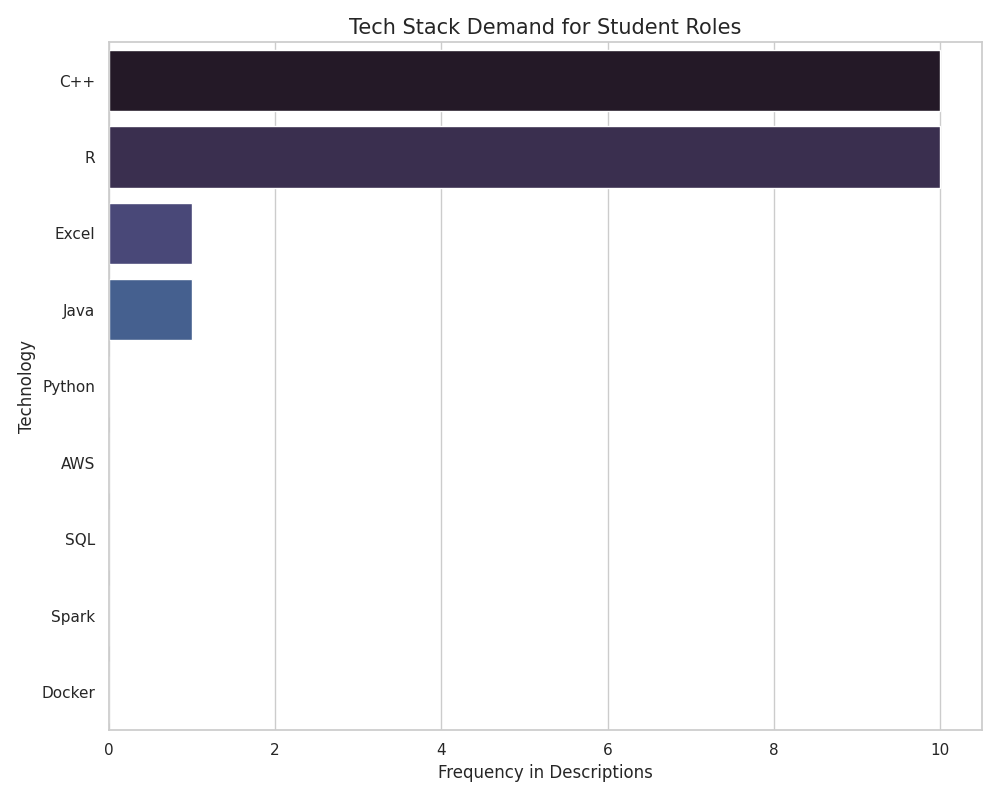 Tech Stack Demand for Student Roles
C++
R
Excel
Java
Python
AWS
SQL
Spark
Docker
Technology
0 2 4 6 8 10
Frequency in Descriptions